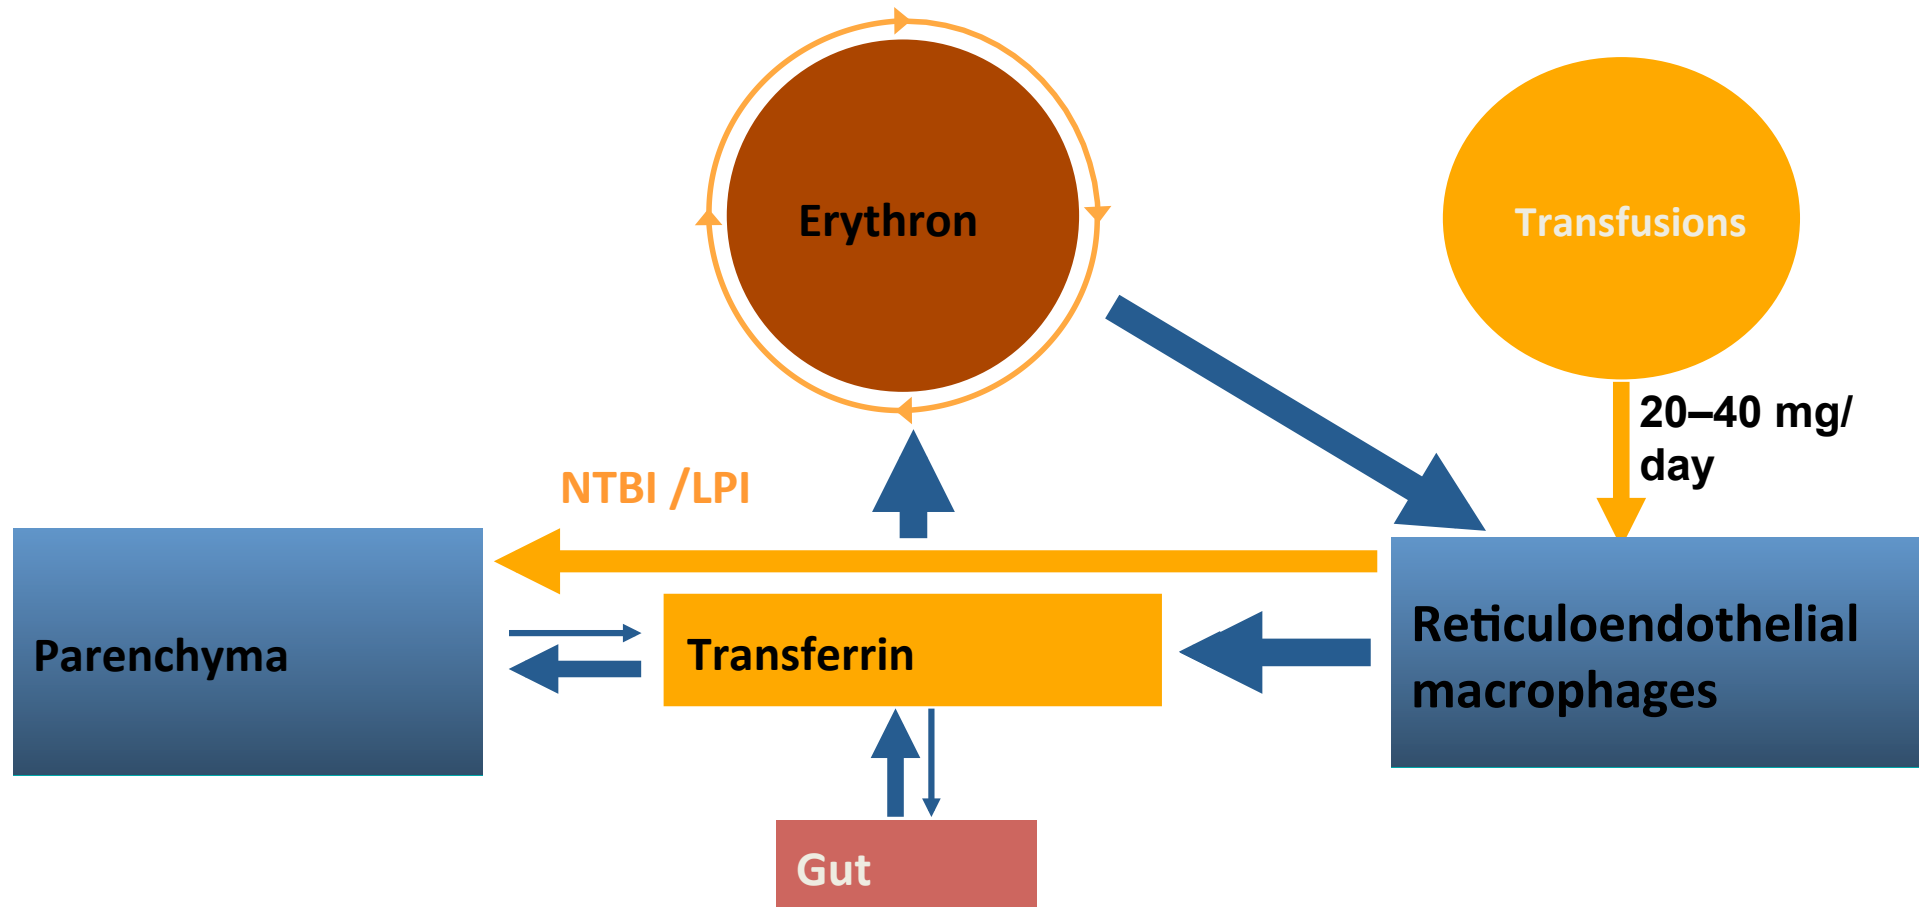 Erythron
Transfusions
20–40 mg/
day
NTBI /LPI
Parenchyma
Transferrin
Reticuloendothelial
macrophages
Gut